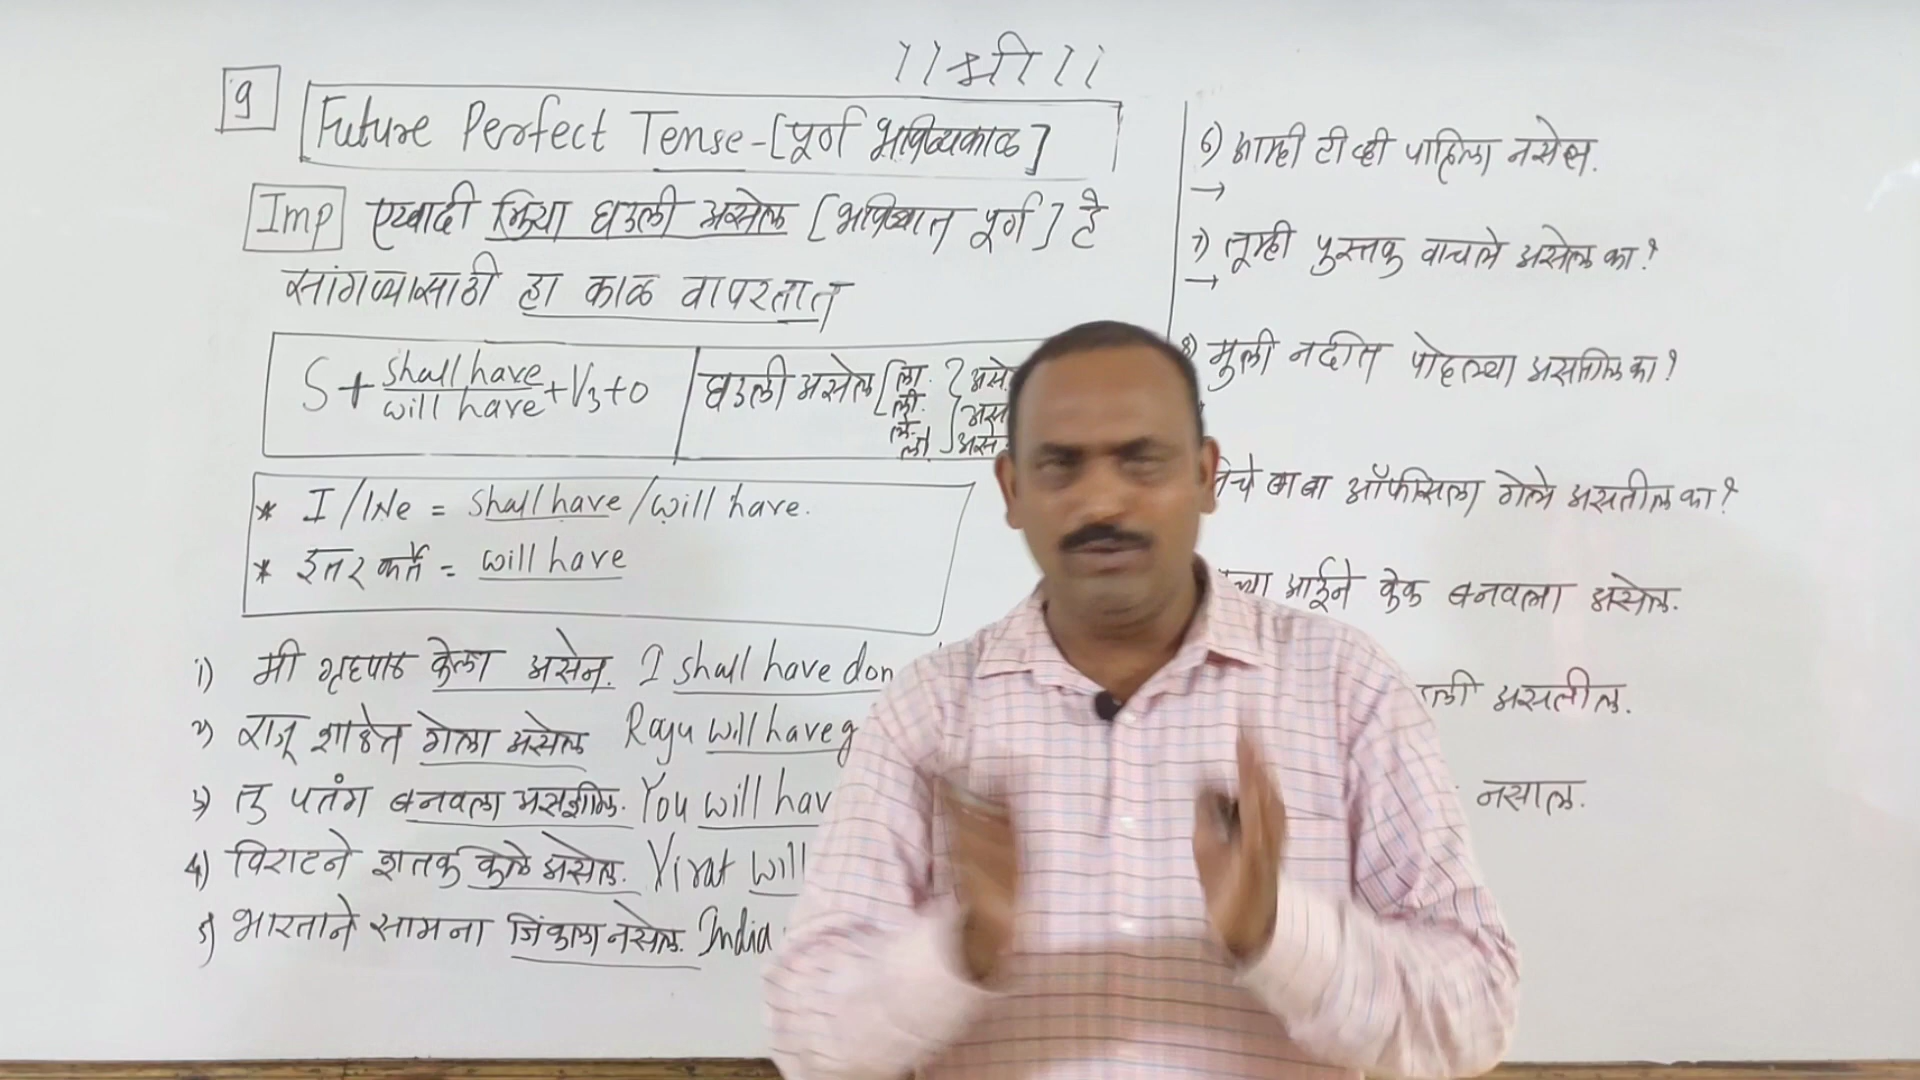 ।। श्री ।।
9
Future Perfect Tense - [पूर्ण भविष्यकाळ]
Imp एखादी क्रिया घडली असेल [भविष्यात पूर्ण] हे
सांगण्यासाठी हा काळ वापरतात
S + shall have / will have + V3 + O
घडली असेल [ला. ली. ले. ल्या
* I / We = Shall have / will have.
* इतर कर्ते = will have
1) मी गृहपाठ केला असेन. I shall have don
2) राजू शाळेत गेला असेल Raju will have g
3) तु पतंग बनवला असशील. You will hav
4) विराटने शतक केले असेल. Virat will
5) भारताने सामना जिंकला नसेल. India
6) आम्ही टी व्ही पाहिला नसेल.
→
7) तूम्ही पुस्तक वाचले असेल का?
→
8) मुली नदीत पोहल्या असतील का?
चे बाबा ऑफीसला गेले असतील का?
ल्या आईने केक बनवला असेल.
ली असतील.
नसाल.